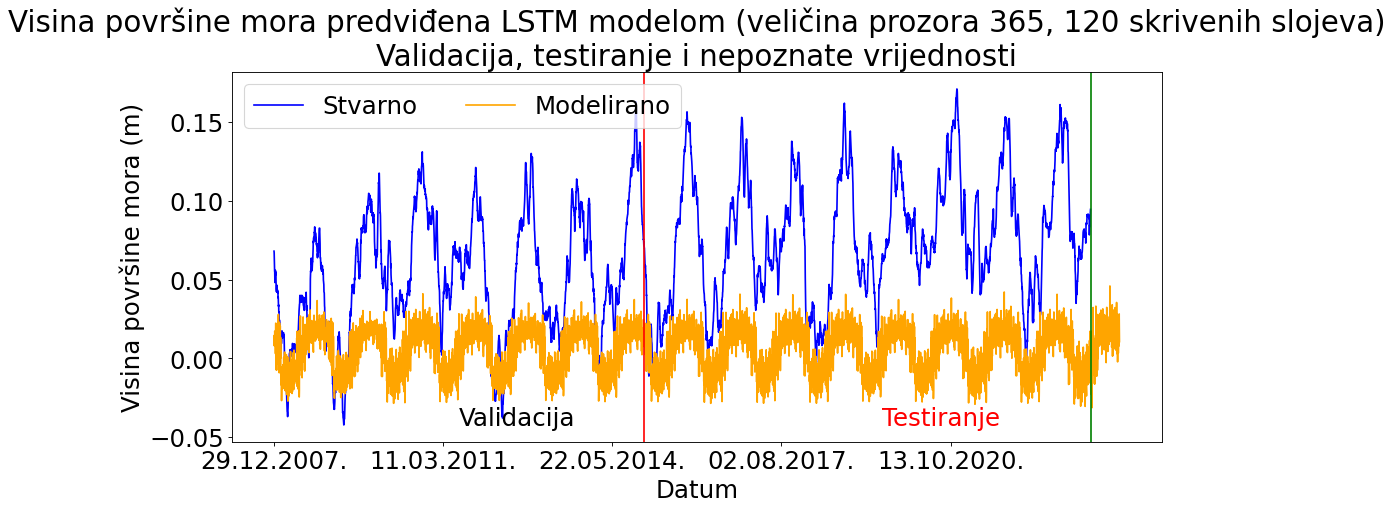 Visina površine mora predviđena LSTM modelom (veličina prozora 365, 120 skrivenih slojeva)
Validacija, testiranje i nepoznate vrijednosti
Stvarno
Modelirano
Visina površine mora (m)
0.15
0.10
0.05
0.00
−0.05
Validacija
Testiranje
29.12.2007.
11.03.2011.
22.05.2014.
02.08.2017.
13.10.2020.
Datum